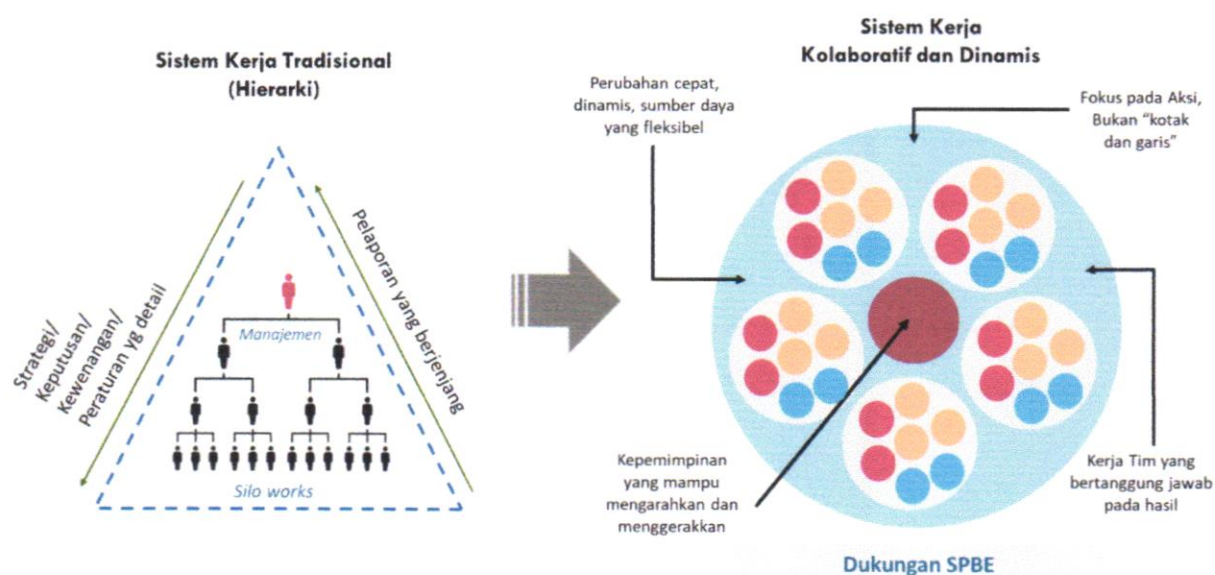 Sistem Kerja Tradisional
(Hierarki)
Strategi/
Keputusan/
Kewenangan/
Peraturan yg detail
Pelaporan yang berjenjang
Manajemen
Silo works
Sistem Kerja
Kolaboratif dan Dinamis
Perubahan cepat,
dinamis, sumber daya
yang fleksibel
Fokus pada Aksi,
Bukan “kotak
dan garis”
Kepemimpinan
yang mampu
mengarahkan dan
menggerakkan
Kerja Tim yang
bertanggung jawab
pada hasil
Dukungan SPBE